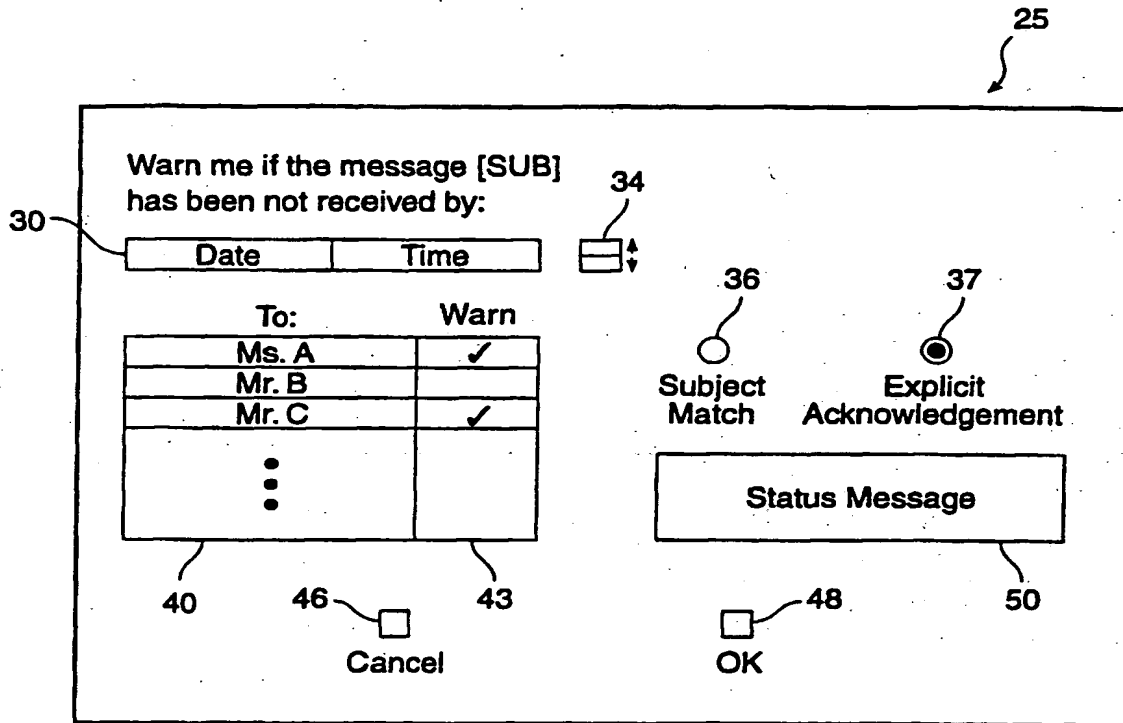 25
Warn me if the message [SUB]
has been not received by:
34
30
Date Time
36 37
To: Warn
Ms. A ✓
Mr. B
Mr. C ✓
Subject
Match
Explicit
Acknowledgement
Status Message
40 46 43 48 50
Cancel OK